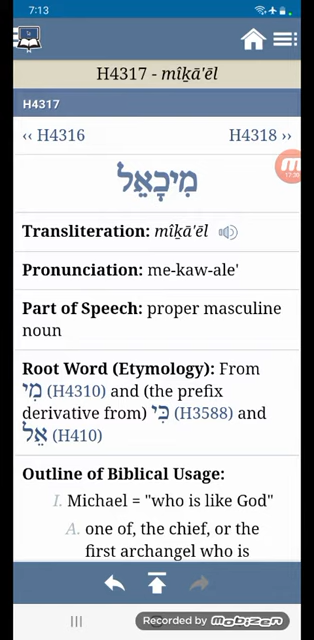 7:13
H4317 - mîḵā'ēl
H4317
‹‹ H4316 H4318 ››
מִיכָאֵל
17:39
Transliteration: mîḵā'ēl
Pronunciation: me-kaw-ale'
Part of Speech: proper masculine
noun
Root Word (Etymology): From
מִי (H4310) and (the prefix
derivative from) כִּי (H3588) and
אֵל (H410)
Outline of Biblical Usage:
I. Michael = "who is like God"
A. one of, the chief, or the
first archangel who is
Recorded by mobizen